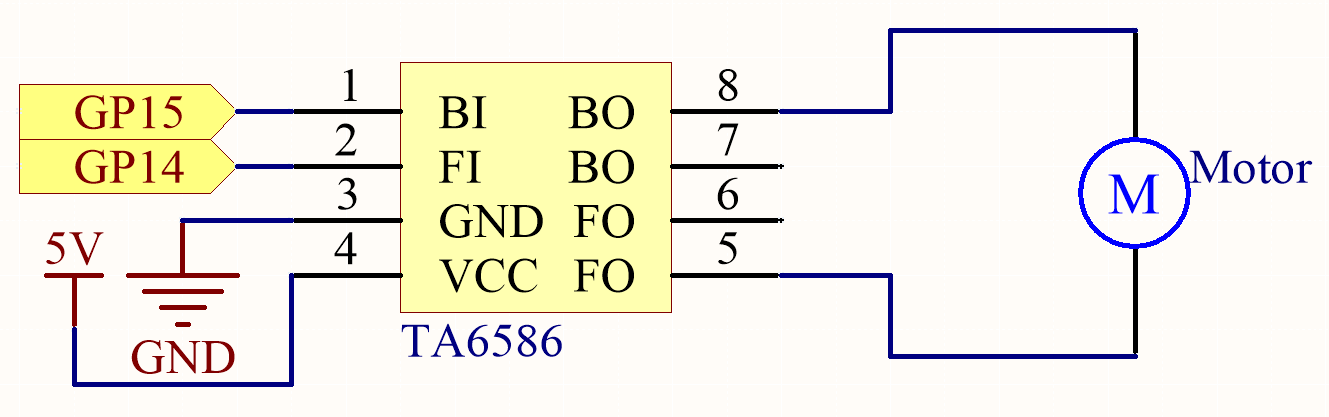 GP15 1 BI BO 8
GP14 2 FI BO 7
3 GND FO 6
5V 4 VCC FO 5
GND
TA6586
M Motor